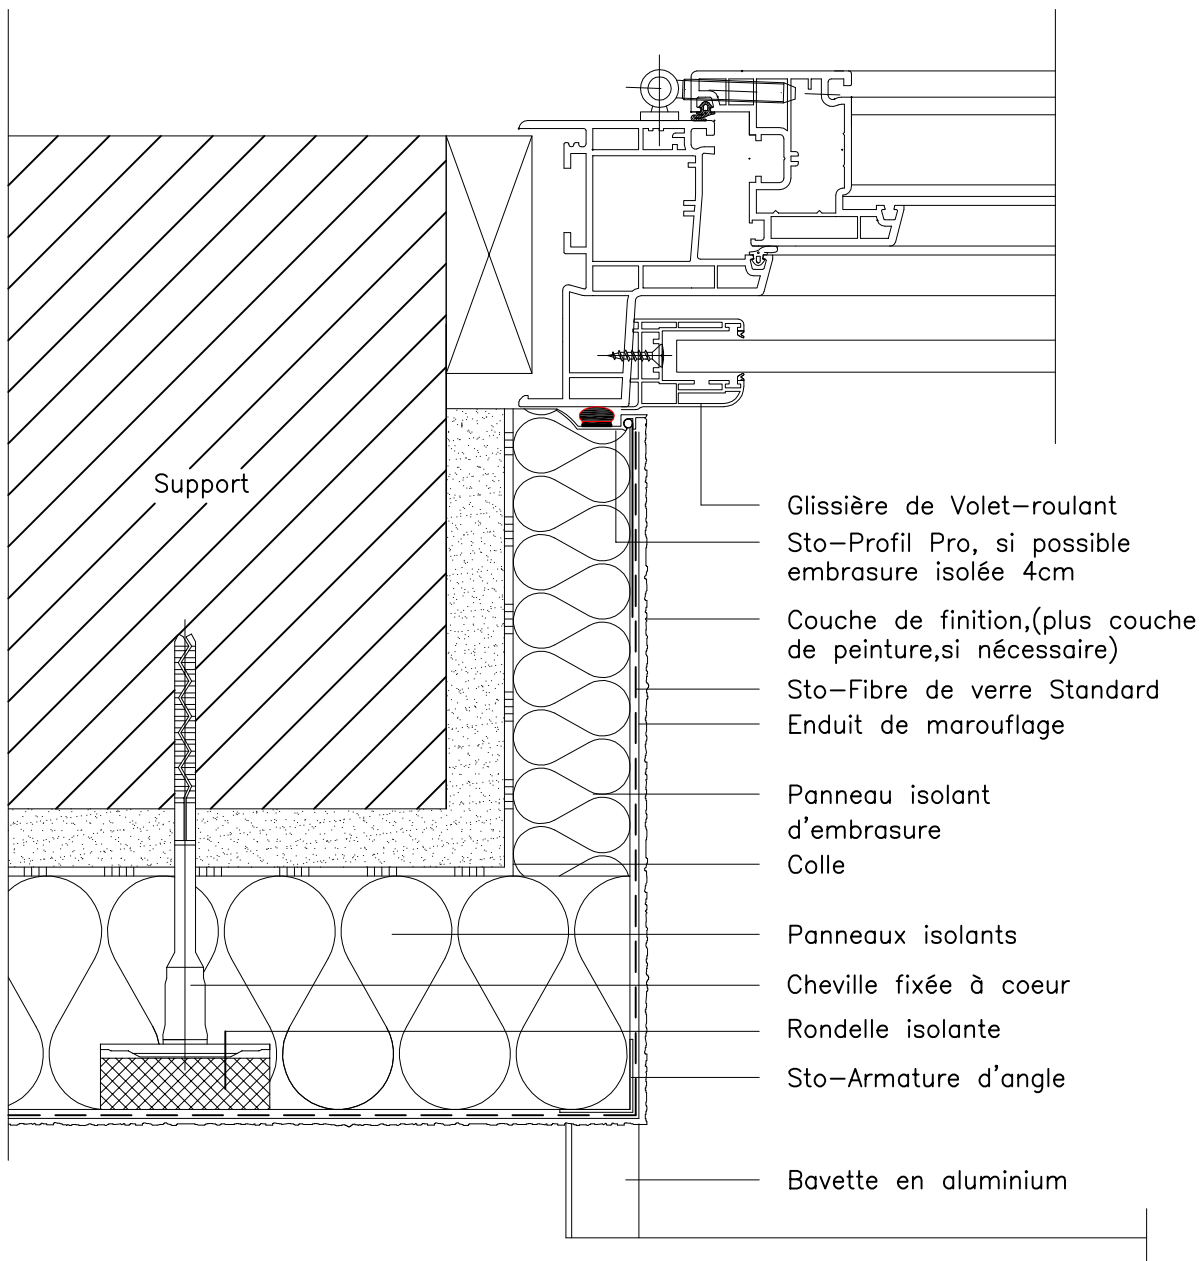 Support
Glissière de Volet-roulant
Sto-Profil Pro, si possible
embrasure isolée 4cm
Couche de finition,(plus couche
de peinture,si nécessaire)
Sto-Fibre de verre Standard
Enduit de marouflage
Panneau isolant
d'embrasure
Colle
Panneaux isolants
Cheville fixée à coeur
Rondelle isolante
Sto-Armature d'angle
Bavette en aluminium